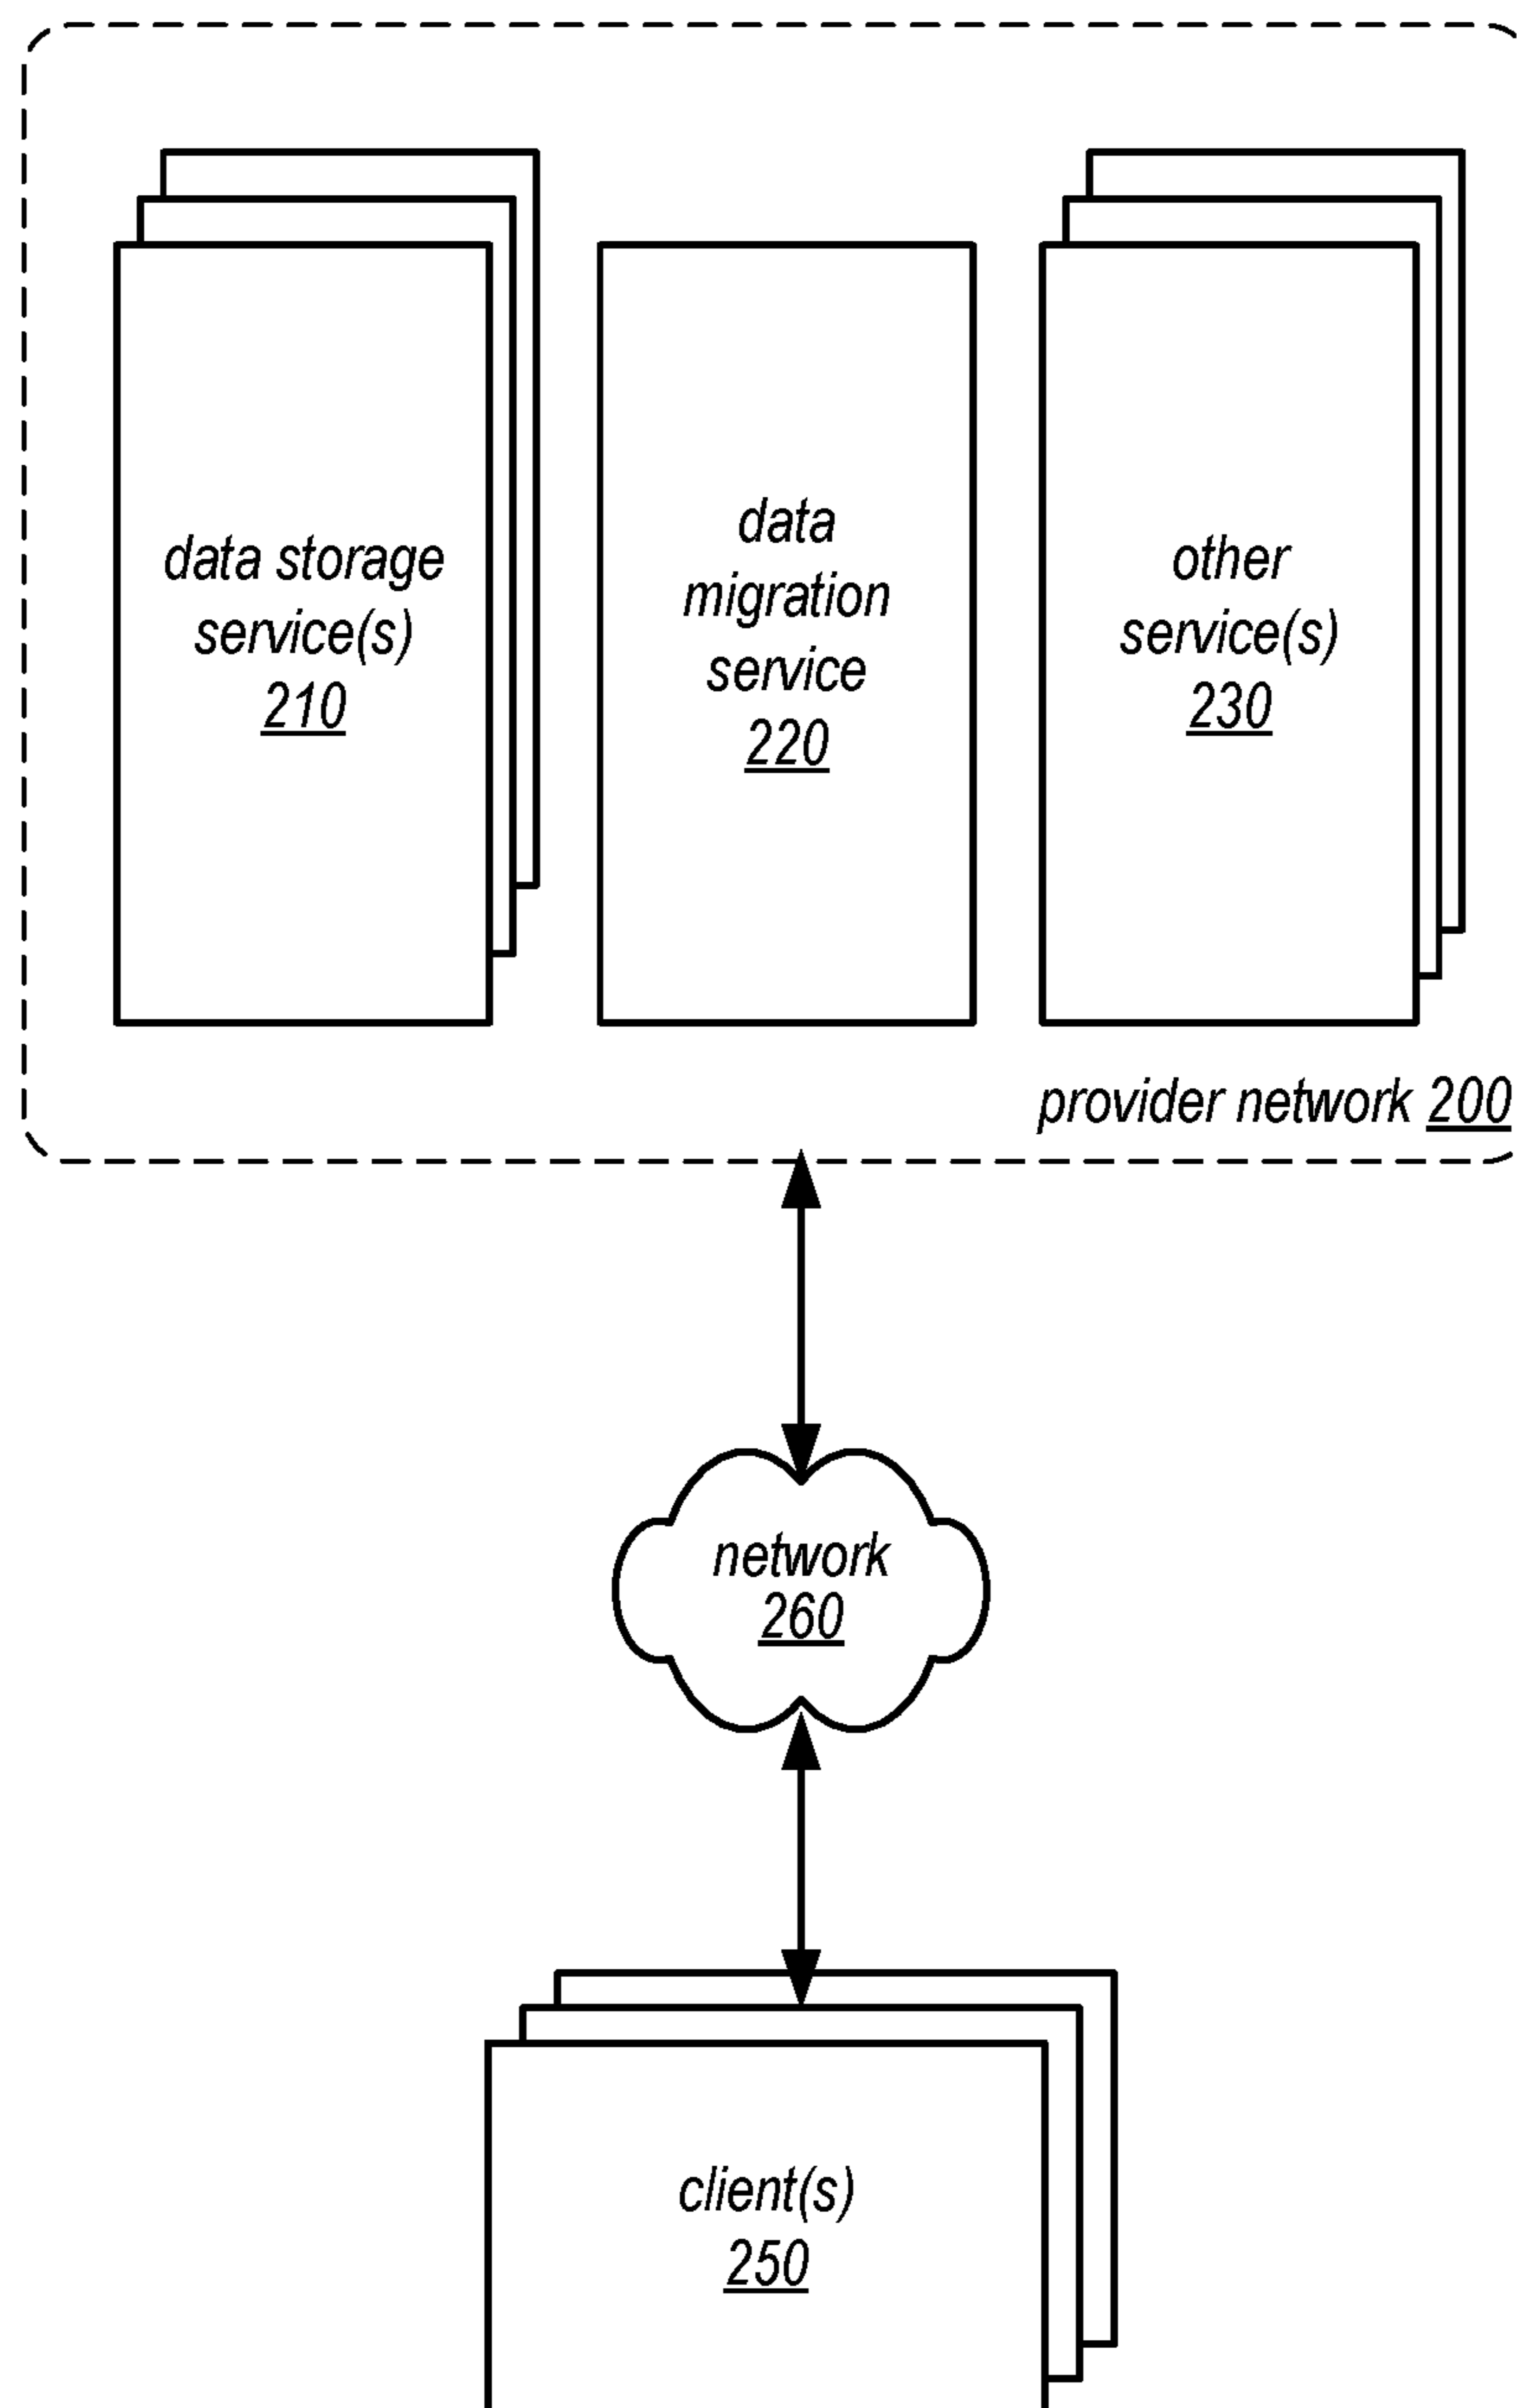 data storage
service(s)
210
data
migration
service
220
other
service(s)
230
provider network 200
network
260
client(s)
250